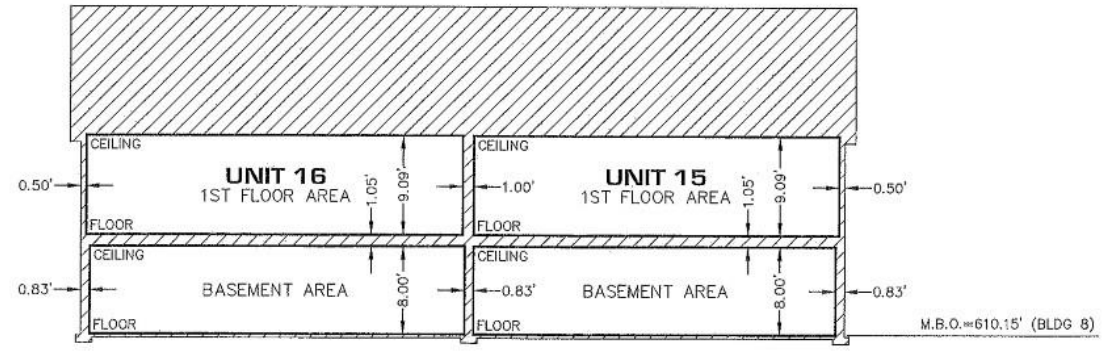 CEILING
CEILING
UNIT 16
UNIT 15
0.50'
1ST FLOOR AREA
1.05'
9.09'
1.00'
1ST FLOOR AREA
1.05'
9.09'
0.50'
FLOOR
FLOOR
CEILING
CEILING
0.83'
BASEMENT AREA
8.00'
0.83'
BASEMENT AREA
8.00'
0.83'
FLOOR
FLOOR
M.B.O.=610.15' (BLDG 8)